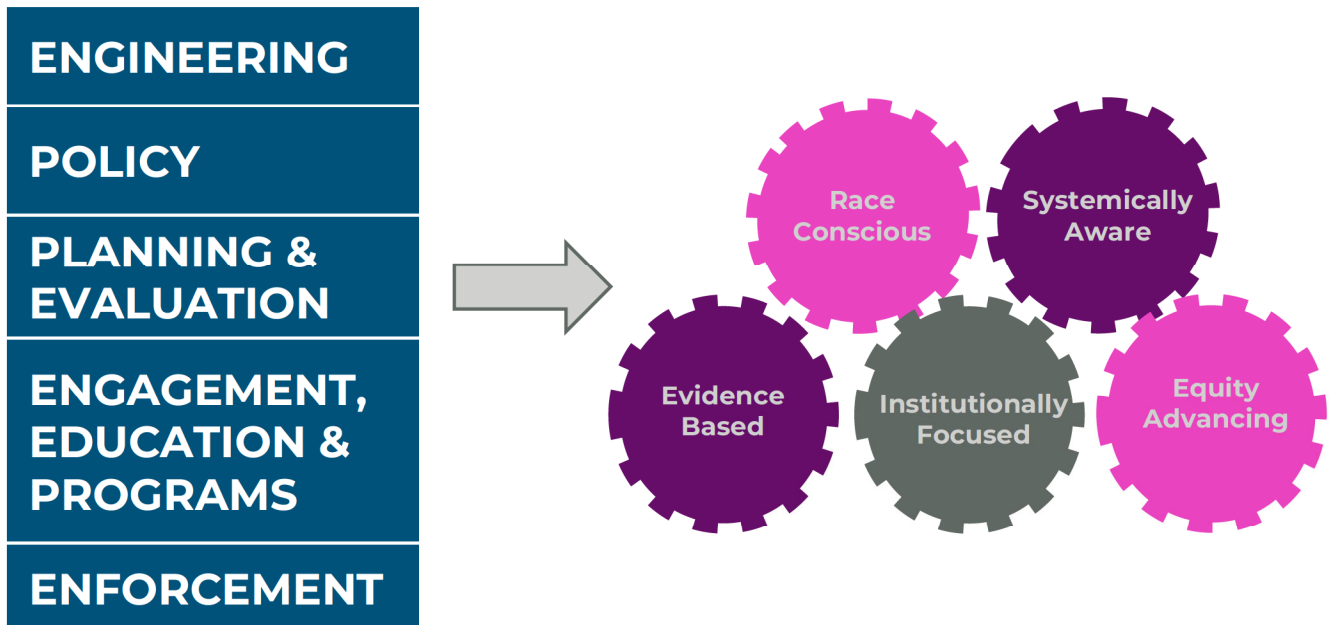 ENGINEERING
POLICY
PLANNING &
EVALUATION
ENGAGEMENT,
EDUCATION &
PROGRAMS
ENFORCEMENT
Race
Conscious
Systemically
Aware
Evidence
Based
Institutionally
Focused
Equity
Advancing